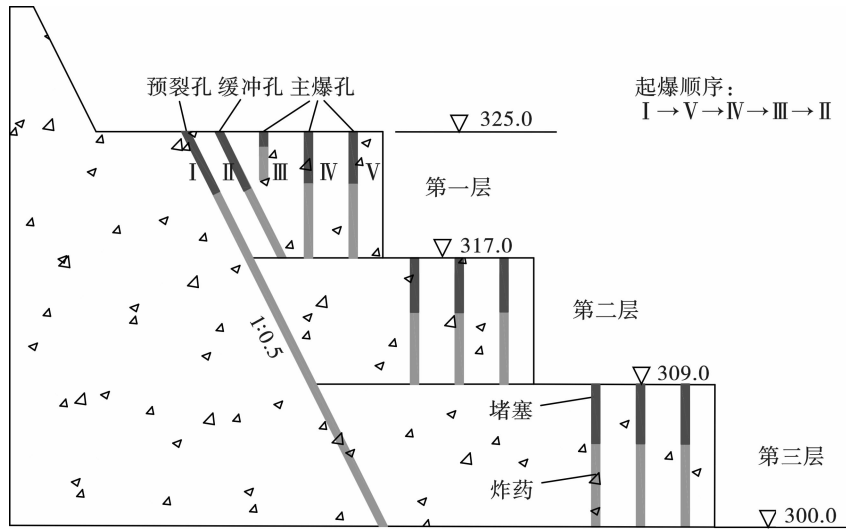 预裂孔 缓冲孔 主爆孔
起爆顺序：
Ⅰ→Ⅴ→Ⅳ→Ⅲ→Ⅱ
325.0
Ⅰ Ⅱ Ⅲ Ⅳ Ⅴ
第一层
317.0
第二层
1:0.5
309.0
堵塞
第三层
炸药
300.0